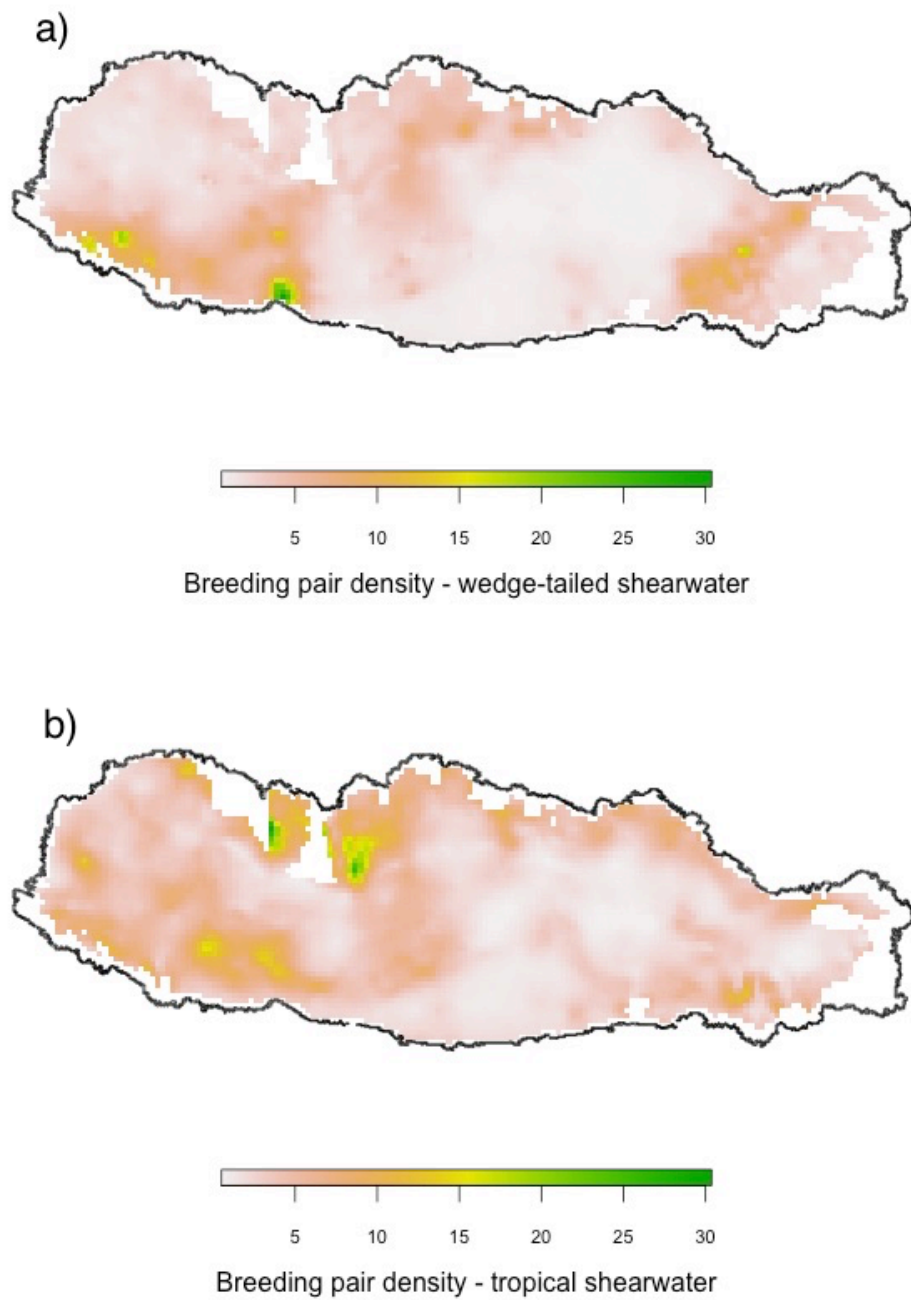 a)
5 10 15 20 25 30
Breeding pair density - wedge-tailed shearwater
b)
5 10 15 20 25 30
Breeding pair density - tropical shearwater